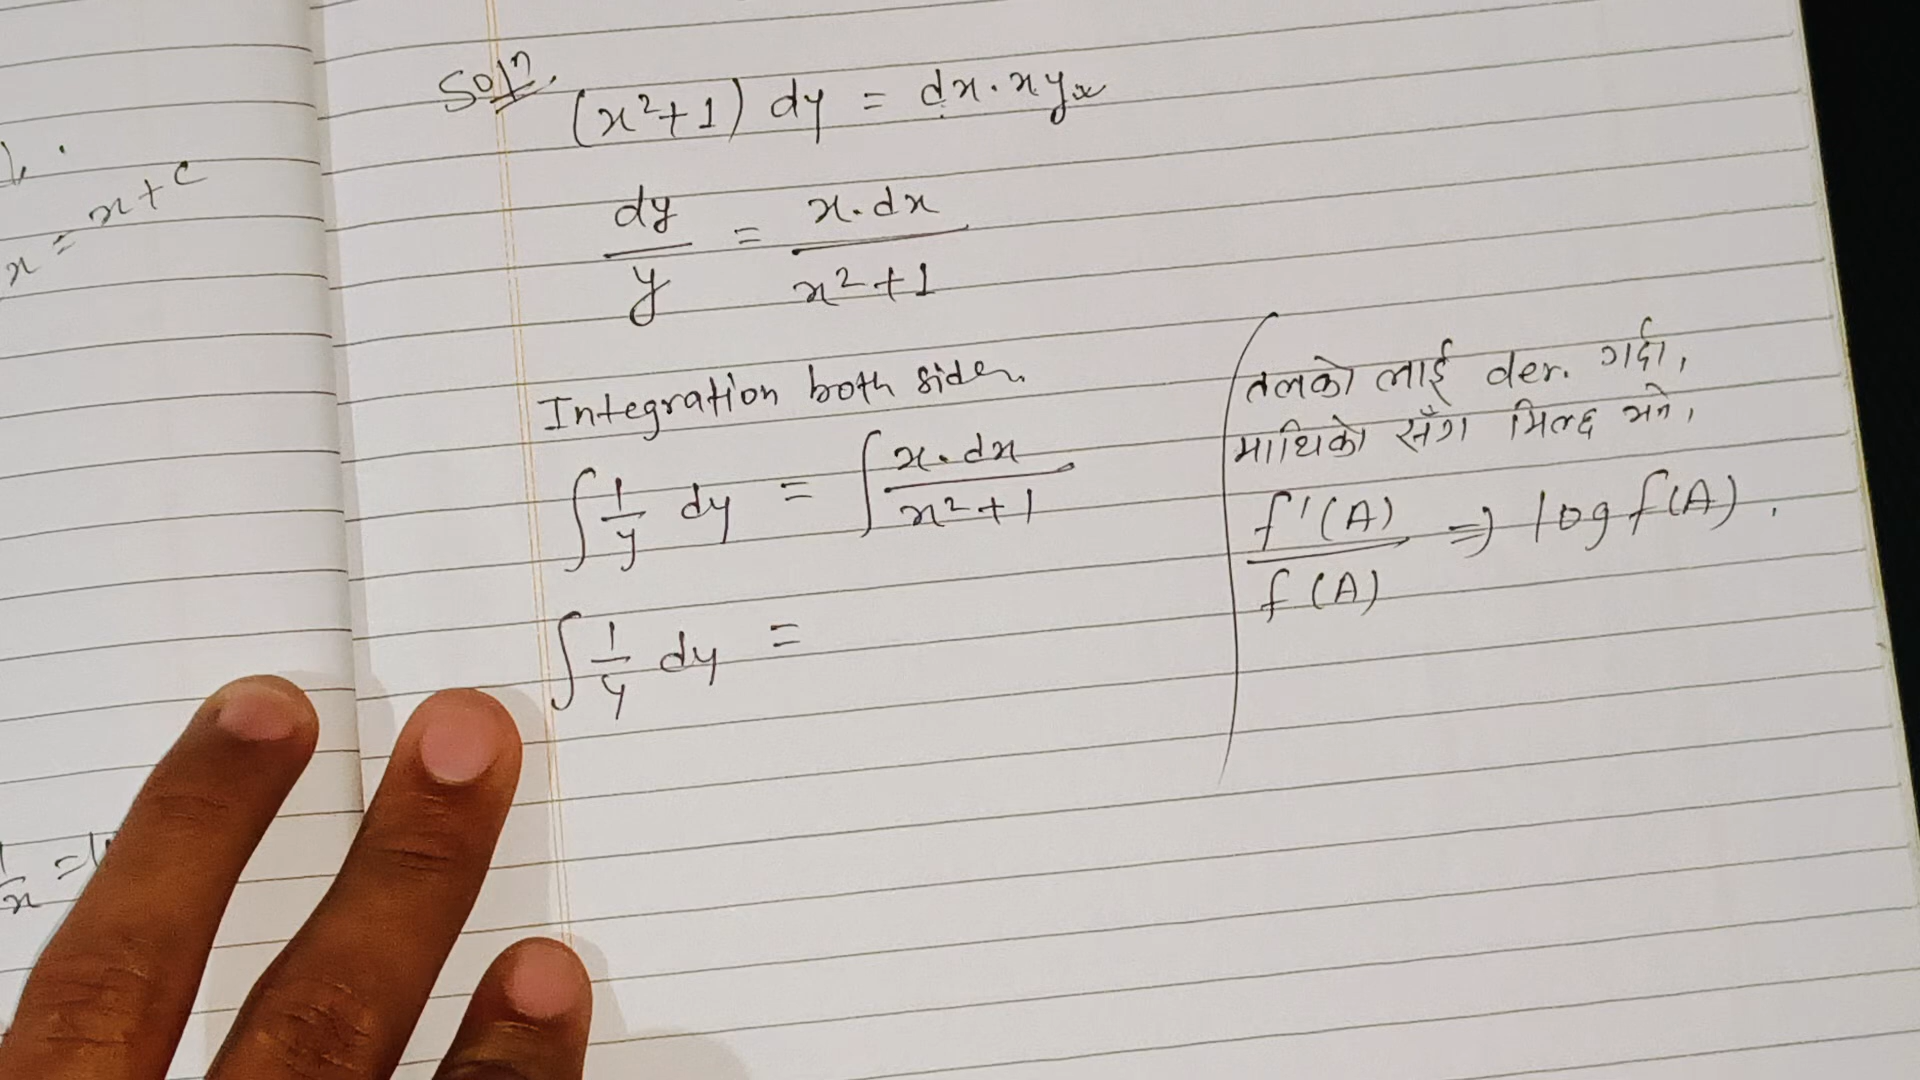 x = x + c
1/x = 
Solⁿ.
(x²+1) dy = dx . xy
dy/y = x.dx/x²+1
Integration both sides.
∫ 1/y dy = ∫ x.dx/x²+1
∫ 1/y dy =
तलको लाई der. गर्दा,
माथिको सँग मिल्छ भने,
f'(A)/f(A) ⇒ log f(A).